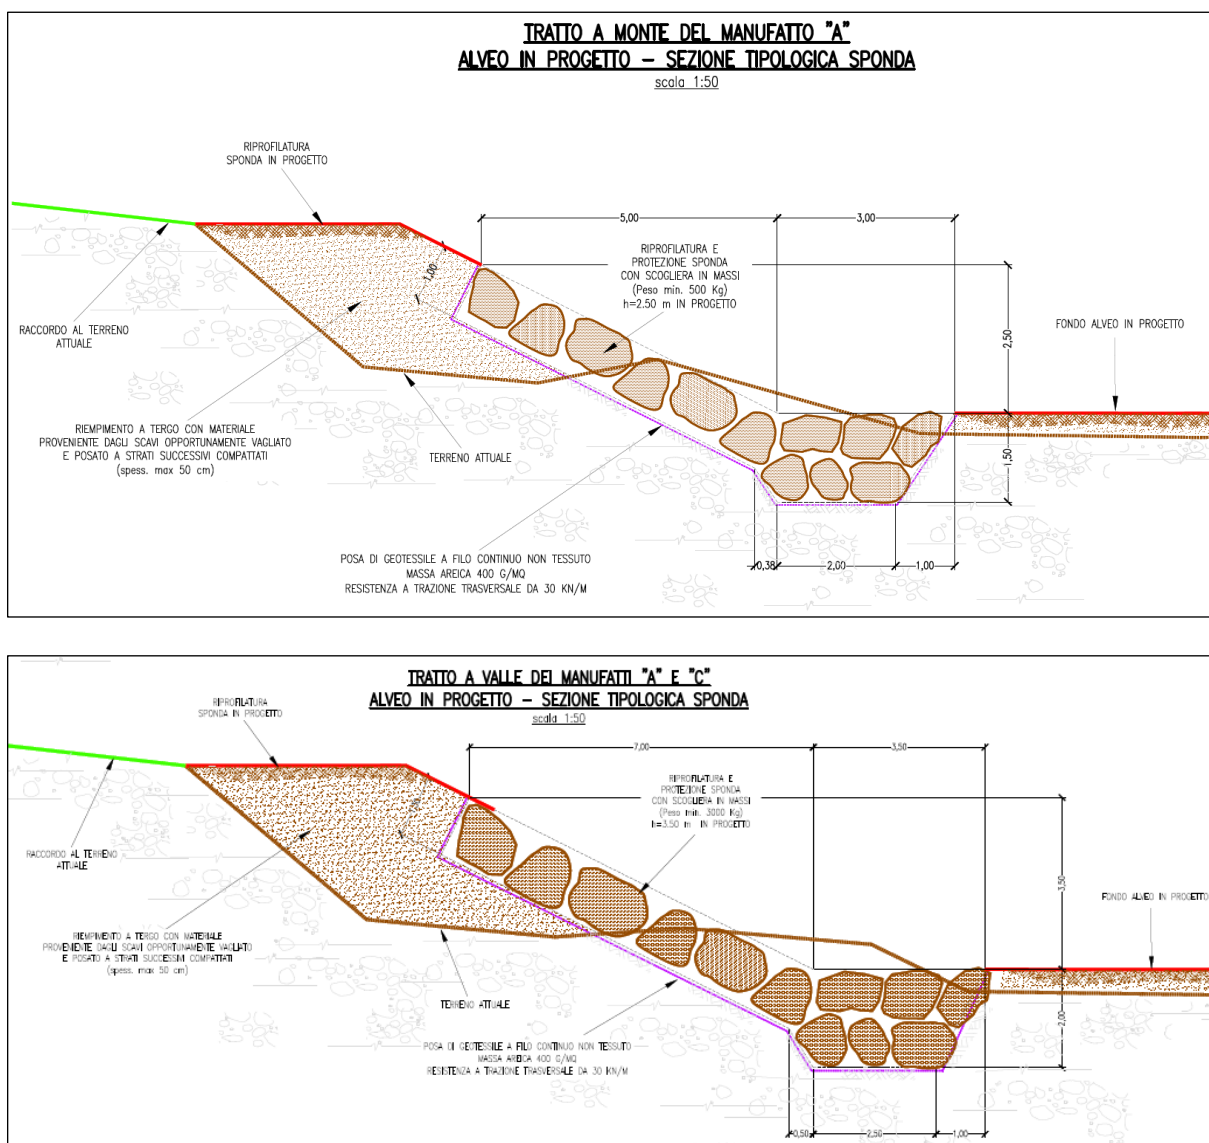 TRATTO A MONTE DEL MANUFATTO "A"
ALVEO IN PROGETTO – SEZIONE TIPOLOGICA SPONDA
scala 1:50
RIPROFILATURA
SPONDA IN PROGETTO
5,00
3,00
RIPROFILATURA E
PROTEZIONE SPONDA
CON SCOGLIERA IN MASSI
(Peso min. 500 Kg)
h=2.50 m IN PROGETTO
1,00
RACCORDO AL TERRENO
ATTUALE
FONDO ALVEO IN PROGETTO
2,50
RIEMPIMENTO A TERGO CON MATERIALE
PROVENIENTE DAGLI SCAVI OPPORTUNAMENTE VAGLIATO
E POSATO A STRATI SUCCESSIVI COMPATTATI
(spess. max 50 cm)
TERRENO ATTUALE
1,50
POSA DI GEOTESSILE A FILO CONTINUO NON TESSUTO
MASSA AREICA 400 G/MQ
RESISTENZA A TRAZIONE TRASVERSALE DA 30 KN/M
0,38
2,00
1,00
TRATTO A VALLE DEI MANUFATTI "A" E "C"
ALVEO IN PROGETTO – SEZIONE TIPOLOGICA SPONDA
scala 1:50
RIPROFILATURA
SPONDA IN PROGETTO
7,00
3,50
RIPROFILATURA E
PROTEZIONE SPONDA
CON SCOGLIERA IN MASSI
(Peso min. 3000 Kg)
h=3.50 m IN PROGETTO
RACCORDO AL TERRENO
ATTUALE
3,50
FONDO ALVEO IN PROGETTO
RIEMPIMENTO A TERGO CON MATERIALE
PROVENIENTE DAGLI SCAVI OPPORTUNAMENTE VAGLIATO
E POSATO A STRATI SUCCESSIVI COMPATTATI
(spess. max 50 cm)
TERRENO ATTUALE
2,00
POSA DI GEOTESSILE A FILO CONTINUO NON TESSUTO
MASSA AREICA 400 G/MQ
RESISTENZA A TRAZIONE TRASVERSALE DA 30 KN/M
0,50
2,50
1,00